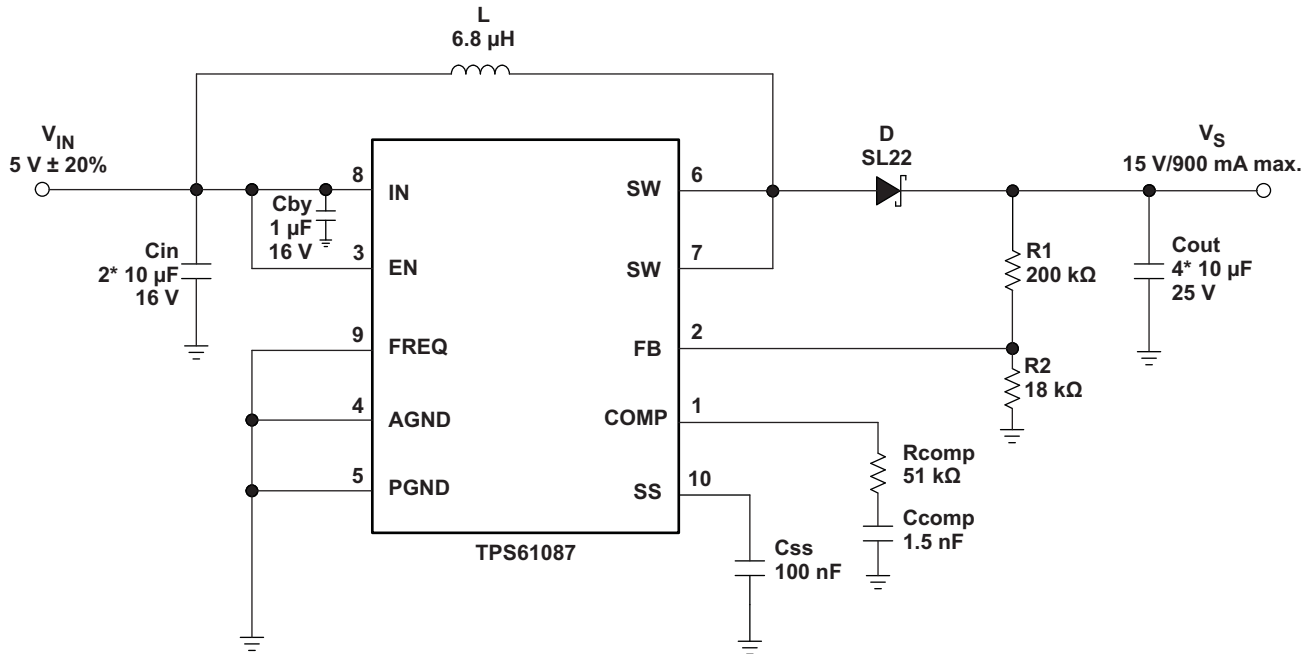 L
6.8 µH
V_IN
5 V ± 20%
D
SL22
V_S
15 V/900 mA max.
8
IN
SW
6
Cby
1 µF
16 V
Cin
2* 10 µF
16 V
3
EN
SW
7
R1
200 kΩ
Cout
4* 10 µF
25 V
9
FREQ
FB
2
R2
18 kΩ
4
AGND
COMP
1
Rcomp
51 kΩ
5
PGND
SS
10
Ccomp
1.5 nF
TPS61087
Css
100 nF